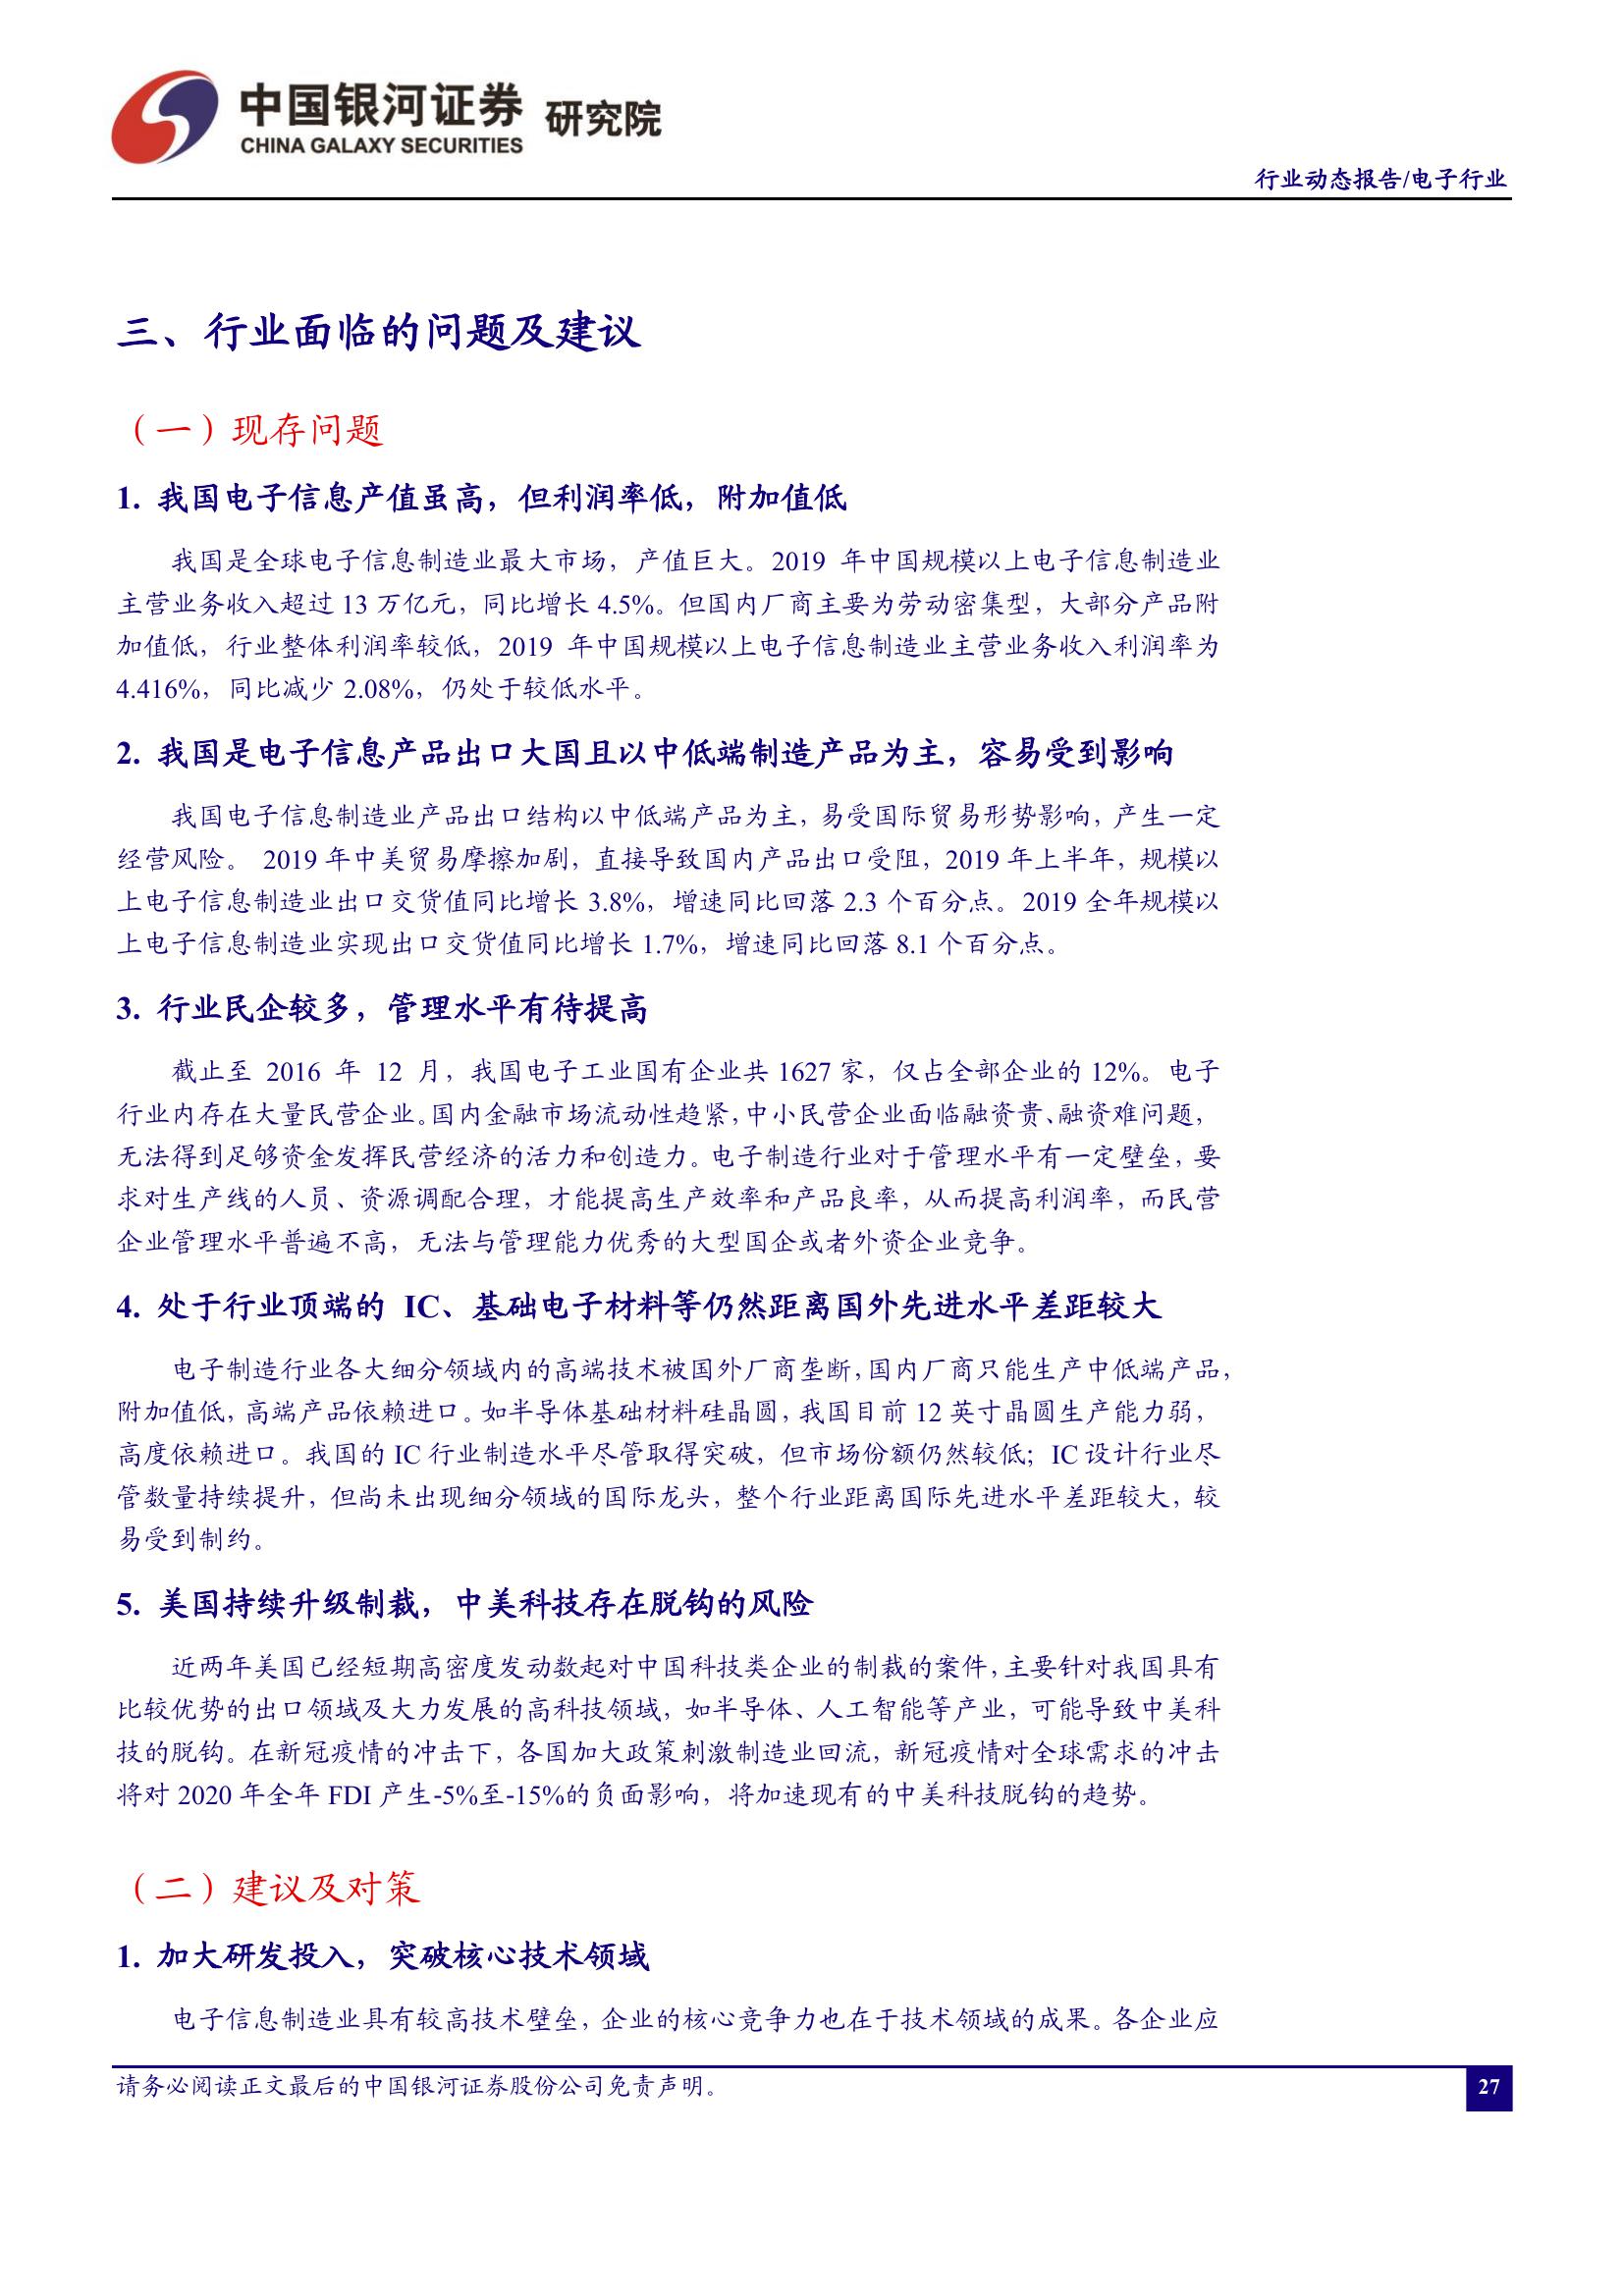 中国银河证券 研究院
CHINA GALAXY SECURITIES
行业动态报告/电子行业
三、行业面临的问题及建议
（一）现存问题
1. 我国电子信息产值虽高，但利润率低，附加值低
我国是全球电子信息制造业最大市场，产值巨大。2019 年中国规模以上电子信息制造业
主营业务收入超过 13 万亿元，同比增长 4.5%。但国内厂商主要为劳动密集型，大部分产品附
加值低，行业整体利润率较低，2019 年中国规模以上电子信息制造业主营业务收入利润率为
4.416%，同比减少 2.08%，仍处于较低水平。
2. 我国是电子信息产品出口大国且以中低端制造产品为主，容易受到影响
我国电子信息制造业产品出口结构以中低端产品为主，易受国际贸易形势影响，产生一定
经营风险。 2019 年中美贸易摩擦加剧，直接导致国内产品出口受阻，2019 年上半年，规模以
上电子信息制造业出口交货值同比增长 3.8%，增速同比回落 2.3 个百分点。2019 全年规模以
上电子信息制造业实现出口交货值同比增长 1.7%，增速同比回落 8.1 个百分点。
3. 行业民企较多，管理水平有待提高
截止至 2016 年 12 月，我国电子工业国有企业共 1627 家，仅占全部企业的 12%。电子
行业内存在大量民营企业。国内金融市场流动性趋紧，中小民营企业面临融资贵、融资难问题，
无法得到足够资金发挥民营经济的活力和创造力。电子制造行业对于管理水平有一定壁垒，要
求对生产线的人员、资源调配合理，才能提高生产效率和产品良率，从而提高利润率，而民营
企业管理水平普遍不高，无法与管理能力优秀的大型国企或者外资企业竞争。
4. 处于行业顶端的 IC、基础电子材料等仍然距离国外先进水平差距较大
电子制造行业各大细分领域内的高端技术被国外厂商垄断，国内厂商只能生产中低端产品，
附加值低，高端产品依赖进口。如半导体基础材料硅晶圆，我国目前 12 英寸晶圆生产能力弱，
高度依赖进口。我国的 IC 行业制造水平尽管取得突破，但市场份额仍然较低；IC 设计行业尽
管数量持续提升，但尚未出现细分领域的国际龙头，整个行业距离国际先进水平差距较大，较
易受到制约。
5. 美国持续升级制裁，中美科技存在脱钩的风险
近两年美国已经短期高密度发动数起对中国科技类企业的制裁的案件，主要针对我国具有
比较优势的出口领域及大力发展的高科技领域，如半导体、人工智能等产业，可能导致中美科
技的脱钩。在新冠疫情的冲击下，各国加大政策刺激制造业回流，新冠疫情对全球需求的冲击
将对 2020 年全年 FDI 产生-5%至-15%的负面影响，将加速现有的中美科技脱钩的趋势。
（二）建议及对策
1. 加大研发投入，突破核心技术领域
电子信息制造业具有较高技术壁垒，企业的核心竞争力也在于技术领域的成果。各企业应
请务必阅读正文最后的中国银河证券股份公司免责声明。
27